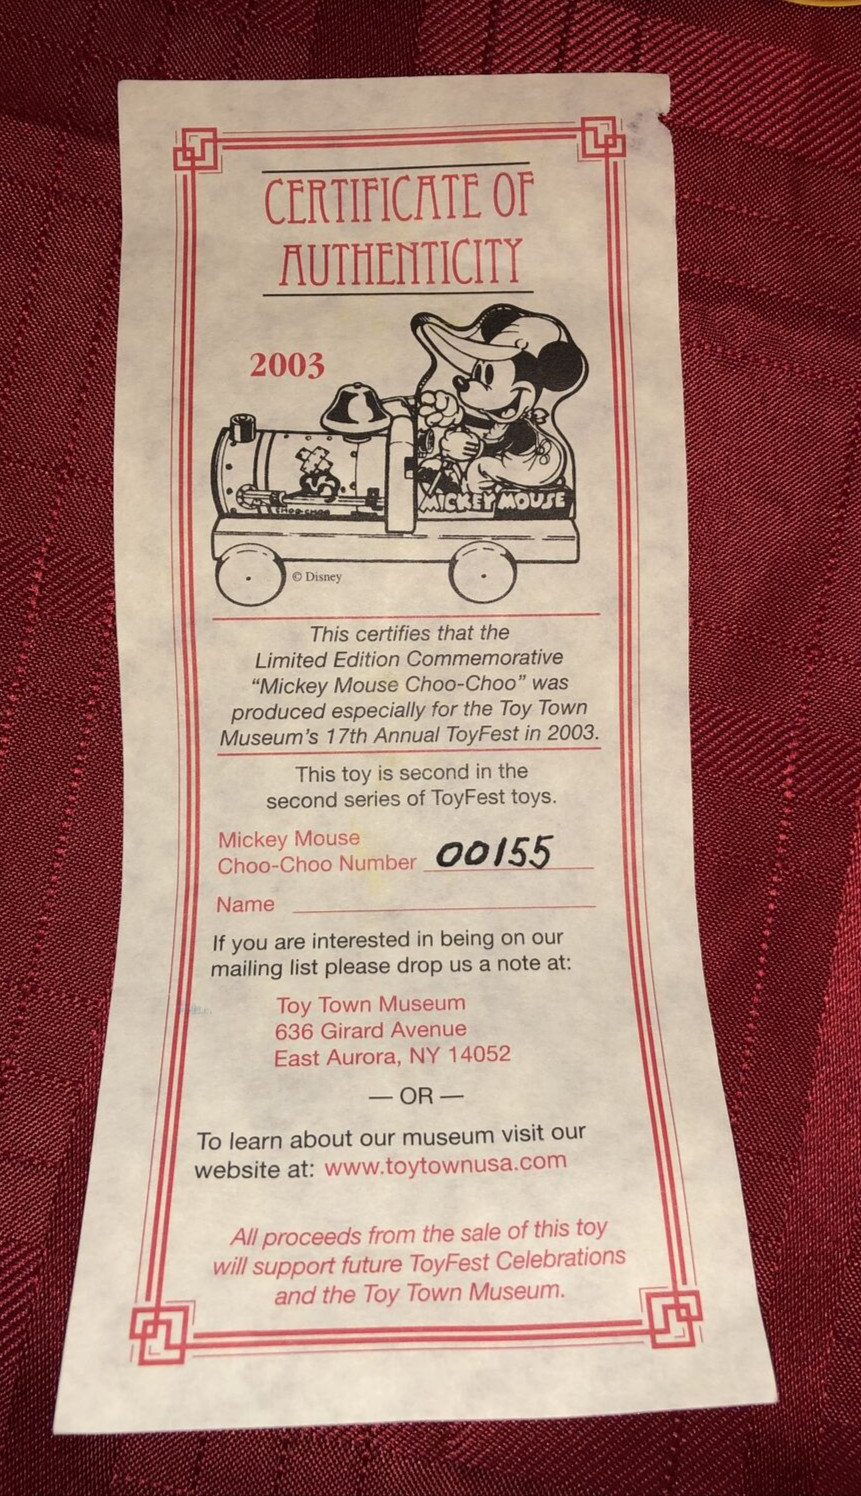 CERTIFICATE OF
AUTHENTICITY
2003
CHOO-CHOO
MICKEY MOUSE
© Disney
This certifies that the
Limited Edition Commemorative
“Mickey Mouse Choo-Choo” was
produced especially for the Toy Town
Museum’s 17th Annual ToyFest in 2003.
This toy is second in the
second series of ToyFest toys.
Mickey Mouse
Choo-Choo Number 00155
Name
If you are interested in being on our
mailing list please drop us a note at:
Toy Town Museum
636 Girard Avenue
East Aurora, NY 14052
— OR —
To learn about our museum visit our
website at: www.toytownusa.com
All proceeds from the sale of this toy
will support future ToyFest Celebrations
and the Toy Town Museum.